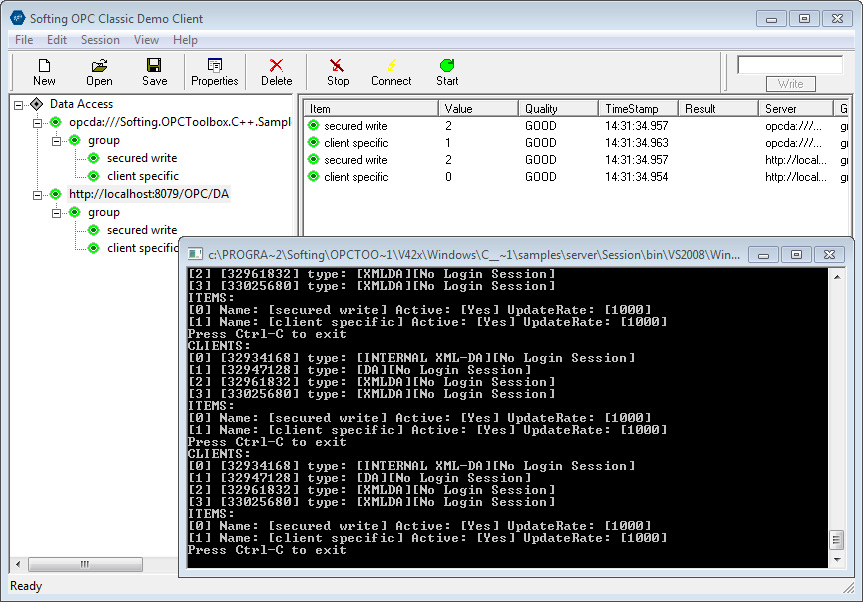 Softing OPC Classic Demo Client
File Edit Session View Help
New Open Save Properties Delete Stop Connect Start
Write
Data Access
opcda:///Softing.OPCToolbox.C++.Sampl
group
secured write
client specific
http://localhost:8079/OPC/DA
group
secured write
client specific
Item Value Quality TimeStamp Result Server G
secured write 2 GOOD 14:31:34.957 opcda:///... gr
client specific 1 GOOD 14:31:34.963 opcda:///... gr
secured write 2 GOOD 14:31:34.957 http://local... gr
client specific 0 GOOD 14:31:34.954 http://local... gr
c:\PROGRA~2\Softing\OPCTOO~1\V42x\Windows\C__~1\samples\server\Session\bin\VS2008\Win...
[2] [32961832] type: [XMLDA][No Login Session]
[3] [33025680] type: [XMLDA][No Login Session]
ITEMS:
[0] Name: [secured write] Active: [Yes] UpdateRate: [1000]
[1] Name: [client specific] Active: [Yes] UpdateRate: [1000]
Press Ctrl-C to exit
CLIENTS:
[0] [32934168] type: [INTERNAL XML-DA][No Login Session]
[1] [32947128] type: [DA][No Login Session]
[2] [32961832] type: [XMLDA][No Login Session]
[3] [33025680] type: [XMLDA][No Login Session]
ITEMS:
[0] Name: [secured write] Active: [Yes] UpdateRate: [1000]
[1] Name: [client specific] Active: [Yes] UpdateRate: [1000]
Press Ctrl-C to exit
CLIENTS:
[0] [32934168] type: [INTERNAL XML-DA][No Login Session]
[1] [32947128] type: [DA][No Login Session]
[2] [32961832] type: [XMLDA][No Login Session]
[3] [33025680] type: [XMLDA][No Login Session]
ITEMS:
[0] Name: [secured write] Active: [Yes] UpdateRate: [1000]
[1] Name: [client specific] Active: [Yes] UpdateRate: [1000]
Press Ctrl-C to exit
Ready